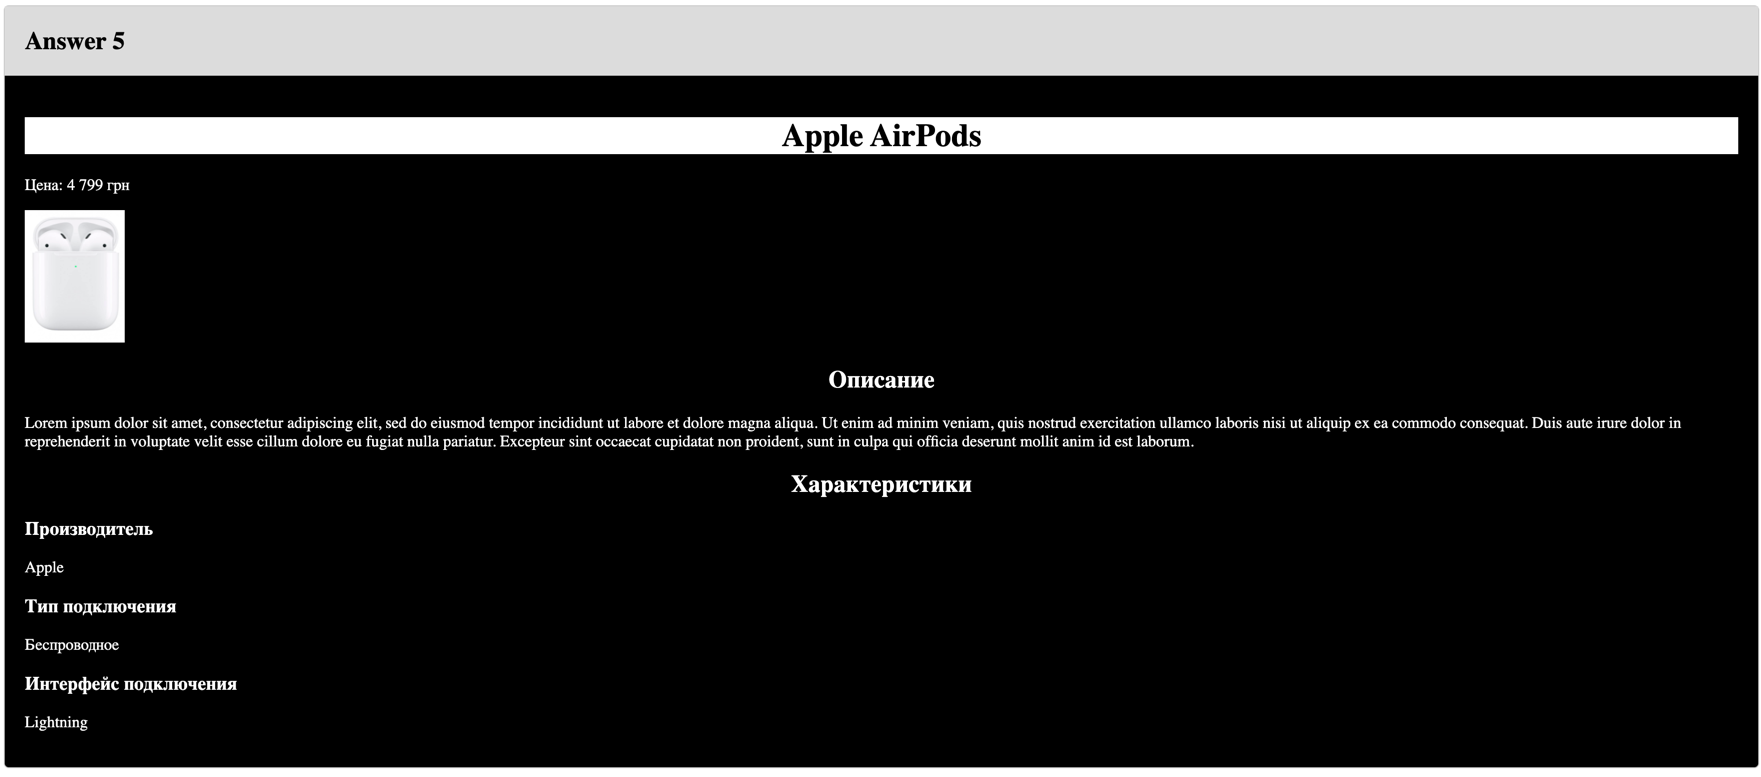 Answer 5
Apple AirPods
Цена: 4 799 грн
Описание
Lorem ipsum dolor sit amet, consectetur adipiscing elit, sed do eiusmod tempor incididunt ut labore et dolore magna aliqua. Ut enim ad minim veniam, quis nostrud exercitation ullamco laboris nisi ut aliquip ex ea commodo consequat. Duis aute irure dolor in
reprehenderit in voluptate velit esse cillum dolore eu fugiat nulla pariatur. Excepteur sint occaecat cupidatat non proident, sunt in culpa qui officia deserunt mollit anim id est laborum.
Характеристики
Производитель
Apple
Тип подключения
Беспроводное
Интерфейс подключения
Lightning